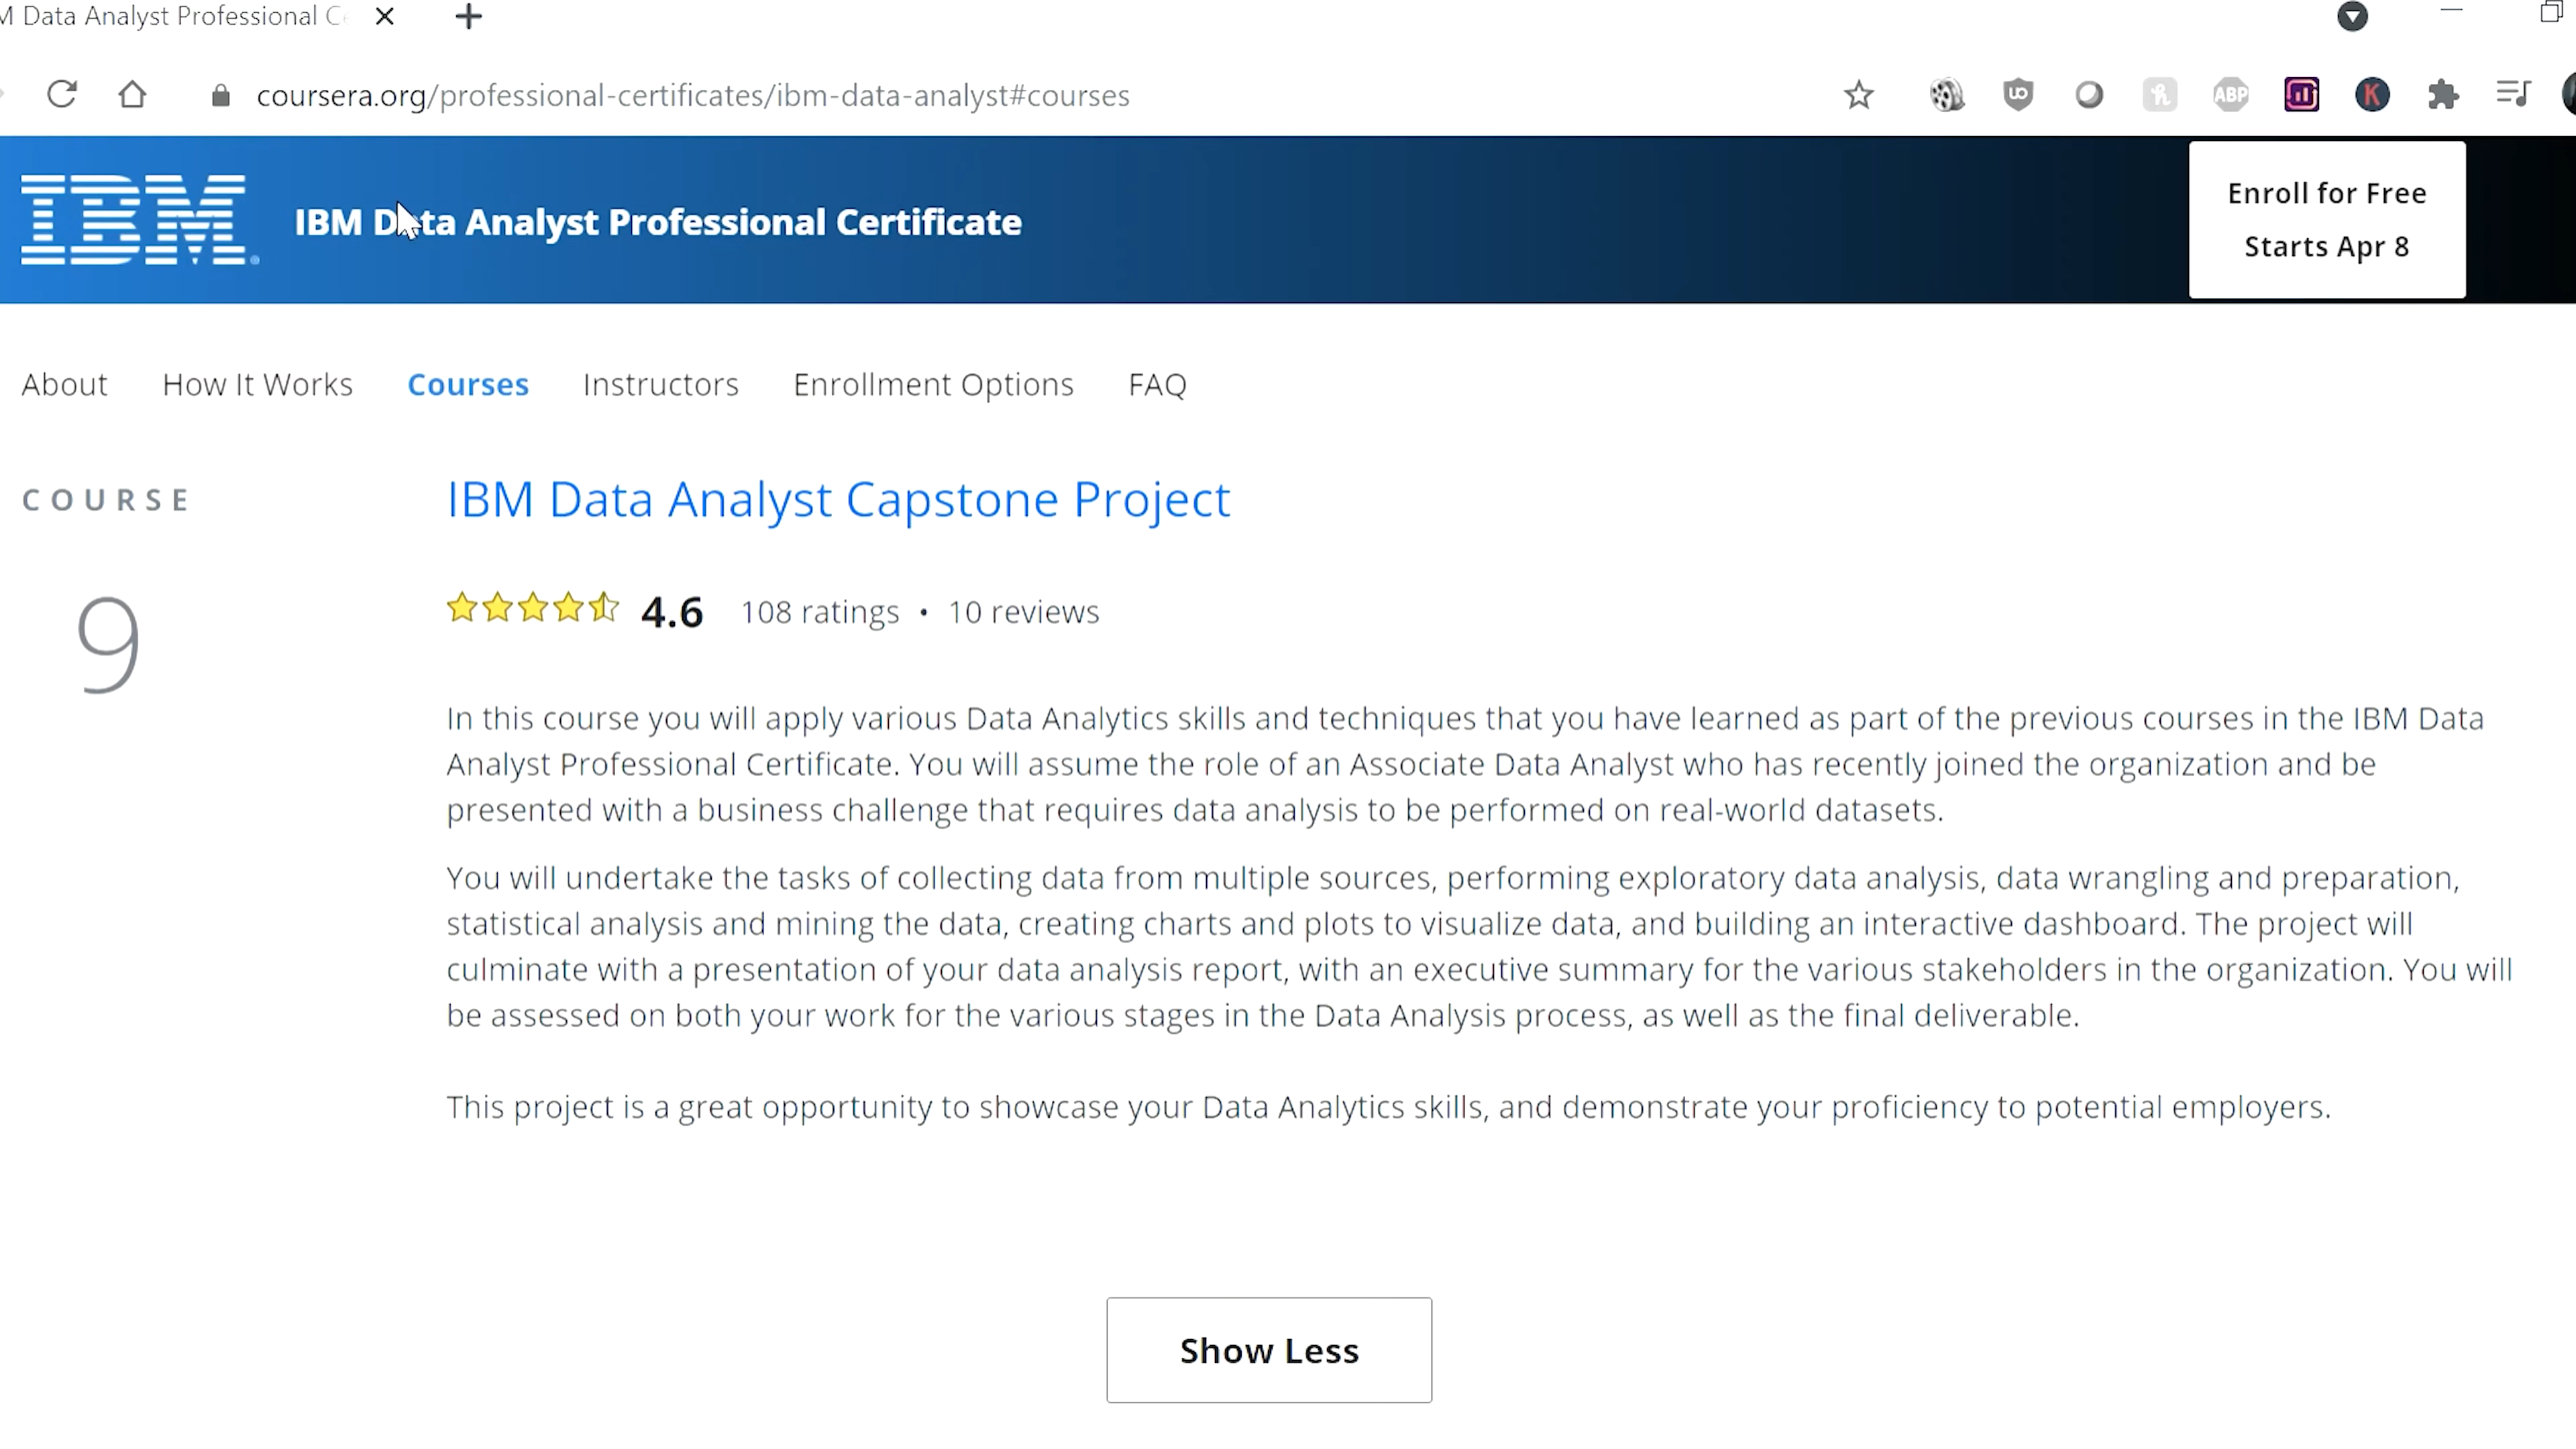 M Data Analyst Professional C
coursera.org/professional-certificates/ibm-data-analyst#courses
UO
ABP
K
IBM
IBM Data Analyst Professional Certificate
Enroll for Free
Starts Apr 8
About How It Works Courses Instructors Enrollment Options FAQ
COURSE
9
IBM Data Analyst Capstone Project
4.6 108 ratings • 10 reviews
In this course you will apply various Data Analytics skills and techniques that you have learned as part of the previous courses in the IBM Data
Analyst Professional Certificate. You will assume the role of an Associate Data Analyst who has recently joined the organization and be
presented with a business challenge that requires data analysis to be performed on real-world datasets.
You will undertake the tasks of collecting data from multiple sources, performing exploratory data analysis, data wrangling and preparation,
statistical analysis and mining the data, creating charts and plots to visualize data, and building an interactive dashboard. The project will
culminate with a presentation of your data analysis report, with an executive summary for the various stakeholders in the organization. You will
be assessed on both your work for the various stages in the Data Analysis process, as well as the final deliverable.
This project is a great opportunity to showcase your Data Analytics skills, and demonstrate your proficiency to potential employers.
Show Less